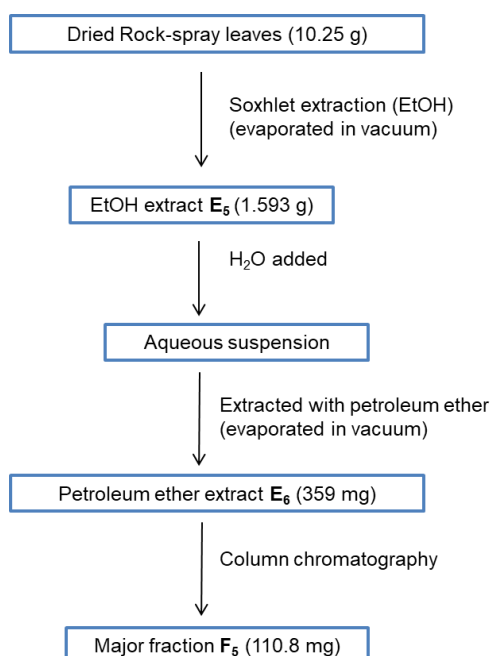 Dried Rock-spray leaves (10.25 g)
Soxhlet extraction (EtOH)
(evaporated in vacuum)
EtOH extract E₅ (1.593 g)
H₂O added
Aqueous suspension
Extracted with petroleum ether
(evaporated in vacuum)
Petroleum ether extract E₆ (359 mg)
Column chromatography
Major fraction F₅ (110.8 mg)